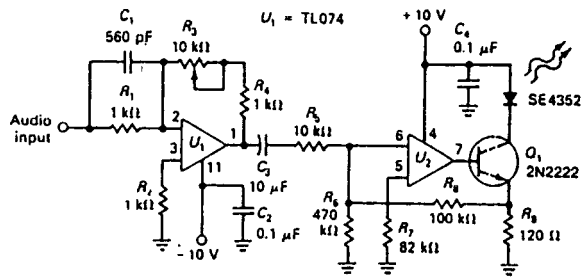 C1
560 pF
R3
10 kΩ
U1 = TL074
+ 10 V
C4
0.1 µF
R1
1 kΩ
R4
1 kΩ
SE4352
Audio
input
2
3
U1
1
11
R5
10 kΩ
C3
10 µF
6
5
U2
4
7
Q1
2N2222
R2
1 kΩ
C2
0.1 µF
R6
470
kΩ
R7
82 kΩ
R8
100 kΩ
R9
120 Ω
- 10 V